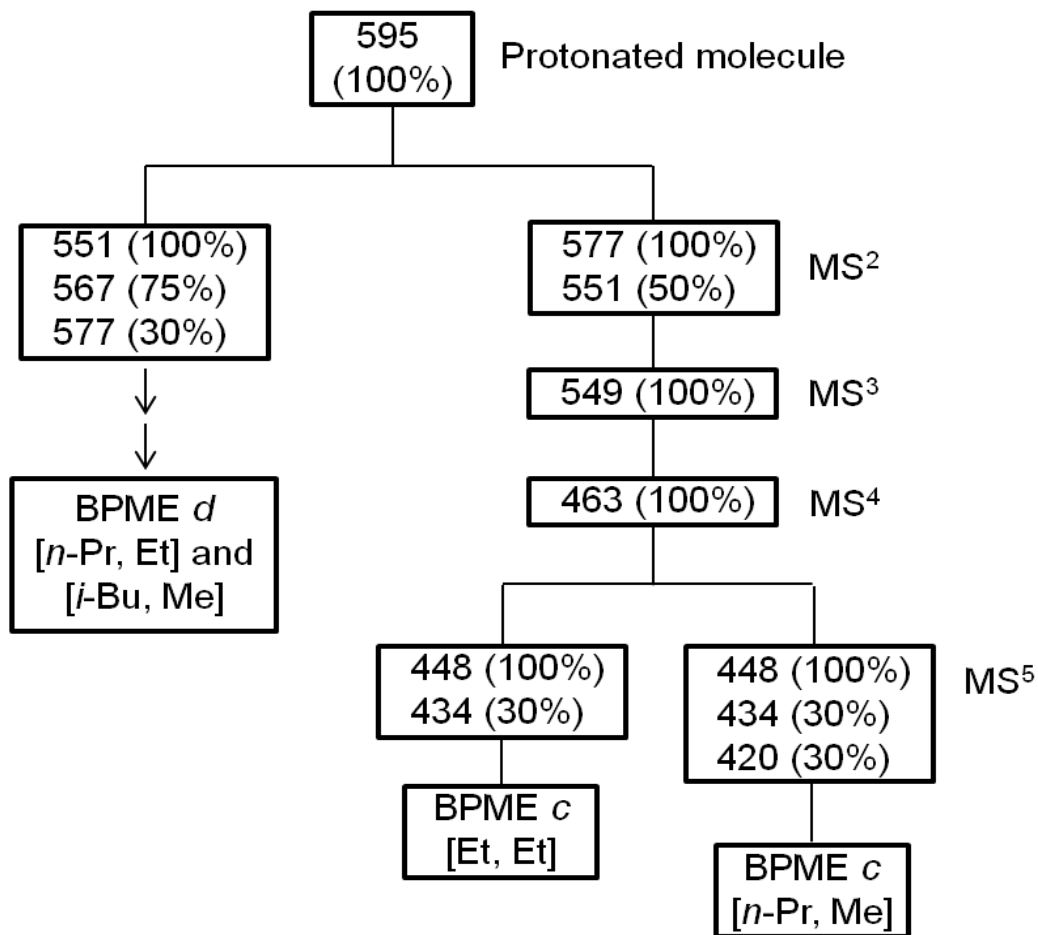 595
(100%)
Protonated molecule
551 (100%)
567 (75%)
577 (30%)
577 (100%)
551 (50%)
MS²
549 (100%)
MS³
463 (100%)
MS⁴
BPME d
[n-Pr, Et] and
[i-Bu, Me]
448 (100%)
434 (30%)
448 (100%)
434 (30%)
420 (30%)
MS⁵
BPME c
[Et, Et]
BPME c
[n-Pr, Me]